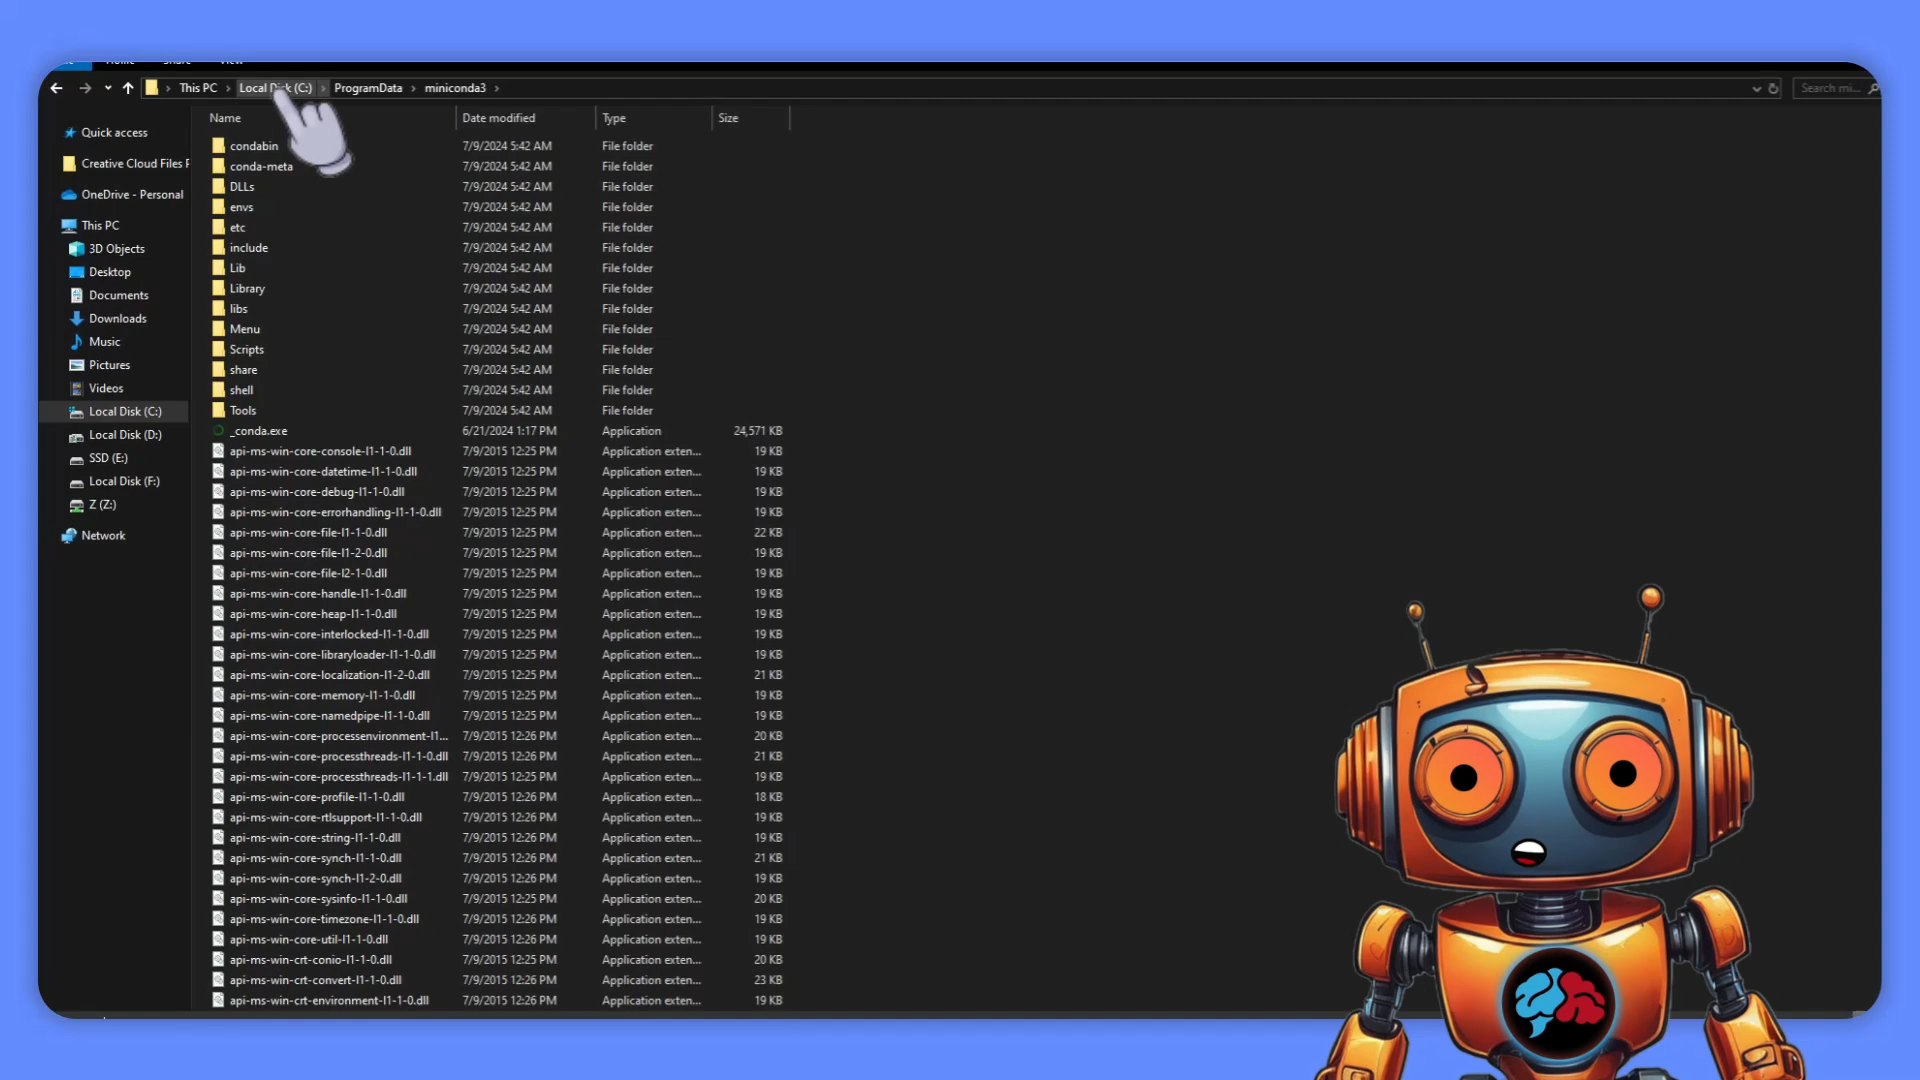 Home Share View
This PC Local Disk (C:) ProgramData miniconda3
Search mi...
Name Date modified Type Size
Quick access
Creative Cloud Files
OneDrive - Personal
This PC
3D Objects
Desktop
Documents
Downloads
Music
Pictures
Videos
Local Disk (C:)
Local Disk (D:)
SSD (E:)
Local Disk (F:)
Z (Z:)
Network
condabin 7/9/2024 5:42 AM File folder
conda-meta 7/9/2024 5:42 AM File folder
DLLs 7/9/2024 5:42 AM File folder
envs 7/9/2024 5:42 AM File folder
etc 7/9/2024 5:42 AM File folder
include 7/9/2024 5:42 AM File folder
Lib 7/9/2024 5:42 AM File folder
Library 7/9/2024 5:42 AM File folder
libs 7/9/2024 5:42 AM File folder
Menu 7/9/2024 5:42 AM File folder
Scripts 7/9/2024 5:42 AM File folder
share 7/9/2024 5:42 AM File folder
shell 7/9/2024 5:42 AM File folder
Tools 7/9/2024 5:42 AM File folder
_conda.exe 6/21/2024 1:17 PM Application 24,571 KB
api-ms-win-core-console-l1-1-0.dll 7/9/2015 12:25 PM Application exten... 19 KB
api-ms-win-core-datetime-l1-1-0.dll 7/9/2015 12:25 PM Application exten... 19 KB
api-ms-win-core-debug-l1-1-0.dll 7/9/2015 12:25 PM Application exten... 19 KB
api-ms-win-core-errorhandling-l1-1-0.dll 7/9/2015 12:25 PM Application exten... 19 KB
api-ms-win-core-file-l1-1-0.dll 7/9/2015 12:25 PM Application exten... 22 KB
api-ms-win-core-file-l1-2-0.dll 7/9/2015 12:25 PM Application exten... 19 KB
api-ms-win-core-file-l2-1-0.dll 7/9/2015 12:25 PM Application exten... 19 KB
api-ms-win-core-handle-l1-1-0.dll 7/9/2015 12:25 PM Application exten... 19 KB
api-ms-win-core-heap-l1-1-0.dll 7/9/2015 12:25 PM Application exten... 19 KB
api-ms-win-core-interlocked-l1-1-0.dll 7/9/2015 12:25 PM Application exten... 19 KB
api-ms-win-core-libraryloader-l1-1-0.dll 7/9/2015 12:25 PM Application exten... 19 KB
api-ms-win-core-localization-l1-2-0.dll 7/9/2015 12:25 PM Application exten... 21 KB
api-ms-win-core-memory-l1-1-0.dll 7/9/2015 12:25 PM Application exten... 19 KB
api-ms-win-core-namedpipe-l1-1-0.dll 7/9/2015 12:25 PM Application exten... 19 KB
api-ms-win-core-processenvironment-l1... 7/9/2015 12:26 PM Application exten... 20 KB
api-ms-win-core-processthreads-l1-1-0.dll 7/9/2015 12:26 PM Application exten... 21 KB
api-ms-win-core-processthreads-l1-1-1.dll 7/9/2015 12:25 PM Application exten... 19 KB
api-ms-win-core-profile-l1-1-0.dll 7/9/2015 12:26 PM Application exten... 18 KB
api-ms-win-core-rtlsupport-l1-1-0.dll 7/9/2015 12:26 PM Application exten... 19 KB
api-ms-win-core-string-l1-1-0.dll 7/9/2015 12:26 PM Application exten... 19 KB
api-ms-win-core-synch-l1-1-0.dll 7/9/2015 12:26 PM Application exten... 21 KB
api-ms-win-core-synch-l1-2-0.dll 7/9/2015 12:26 PM Application exten... 19 KB
api-ms-win-core-sysinfo-l1-1-0.dll 7/9/2015 12:25 PM Application exten... 20 KB
api-ms-win-core-timezone-l1-1-0.dll 7/9/2015 12:26 PM Application exten... 19 KB
api-ms-win-core-util-l1-1-0.dll 7/9/2015 12:26 PM Application exten... 19 KB
api-ms-win-crt-conio-l1-1-0.dll 7/9/2015 12:26 PM Application exten... 20 KB
api-ms-win-crt-convert-l1-1-0.dll 7/9/2015 12:26 PM Application exten... 23 KB
api-ms-win-crt-environment-l1-1-0.dll 7/9/2015 12:26 PM Application exten... 19 KB